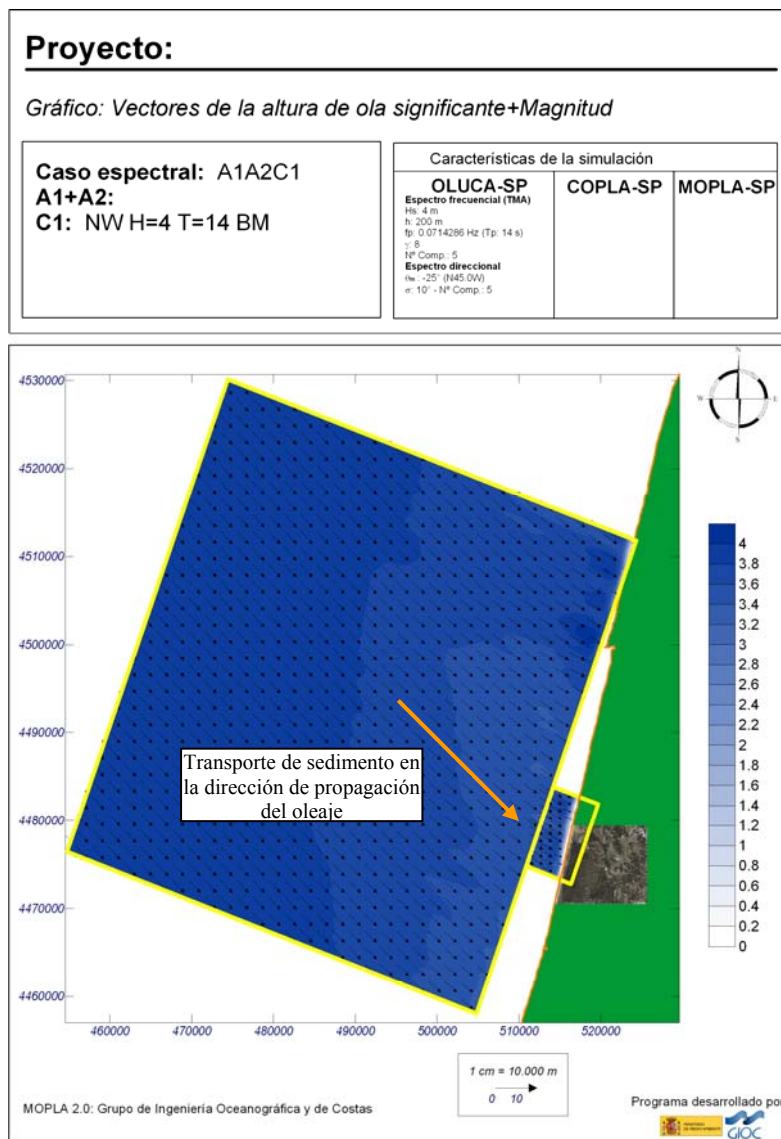 Proyecto:
Gráfico: Vectores de la altura de ola significante+Magnitud
Caso espectral: A1A2C1
A1+A2:
C1: NW H=4 T=14 BM
Características de la simulación
OLUCA-SP
Espectro frecuencial (TMA)
Hs: 4 m
h: 200 m
fp: 0.0714286 Hz (Tp: 14 s)
γ: 8
Nº Comp.: 5
Espectro direccional
θm: -25° (N45.0W)
σ: 10° - Nº Comp.: 5
COPLA-SP
MOPLA-SP
N
W
E
S
4530000
4520000
4510000
4500000
4490000
4480000
4470000
4460000
460000
470000
480000
490000
500000
510000
520000
Transporte de sedimento en
la dirección de propagación
del oleaje
4
3.8
3.6
3.4
3.2
3
2.8
2.6
2.4
2.2
2
1.8
1.6
1.4
1.2
1
0.8
0.6
0.4
0.2
0
1 cm = 10.000 m
0 10
MOPLA 2.0: Grupo de Ingeniería Oceanográfica y de Costas
Programa desarrollado por
GIOC